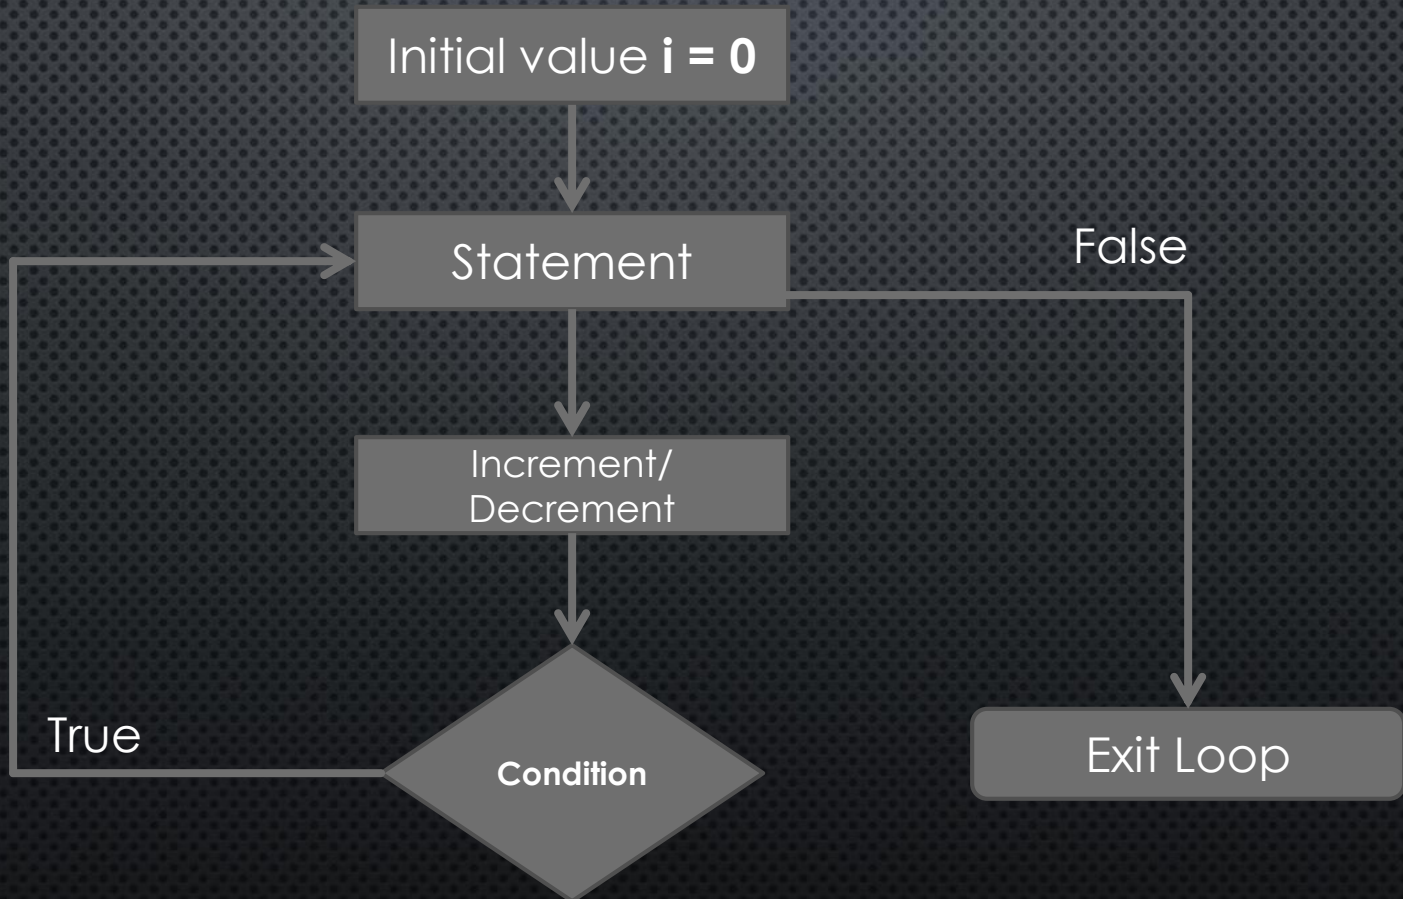 Initial value i = 0
Statement
False
Increment/
Decrement
True
Condition
Exit Loop